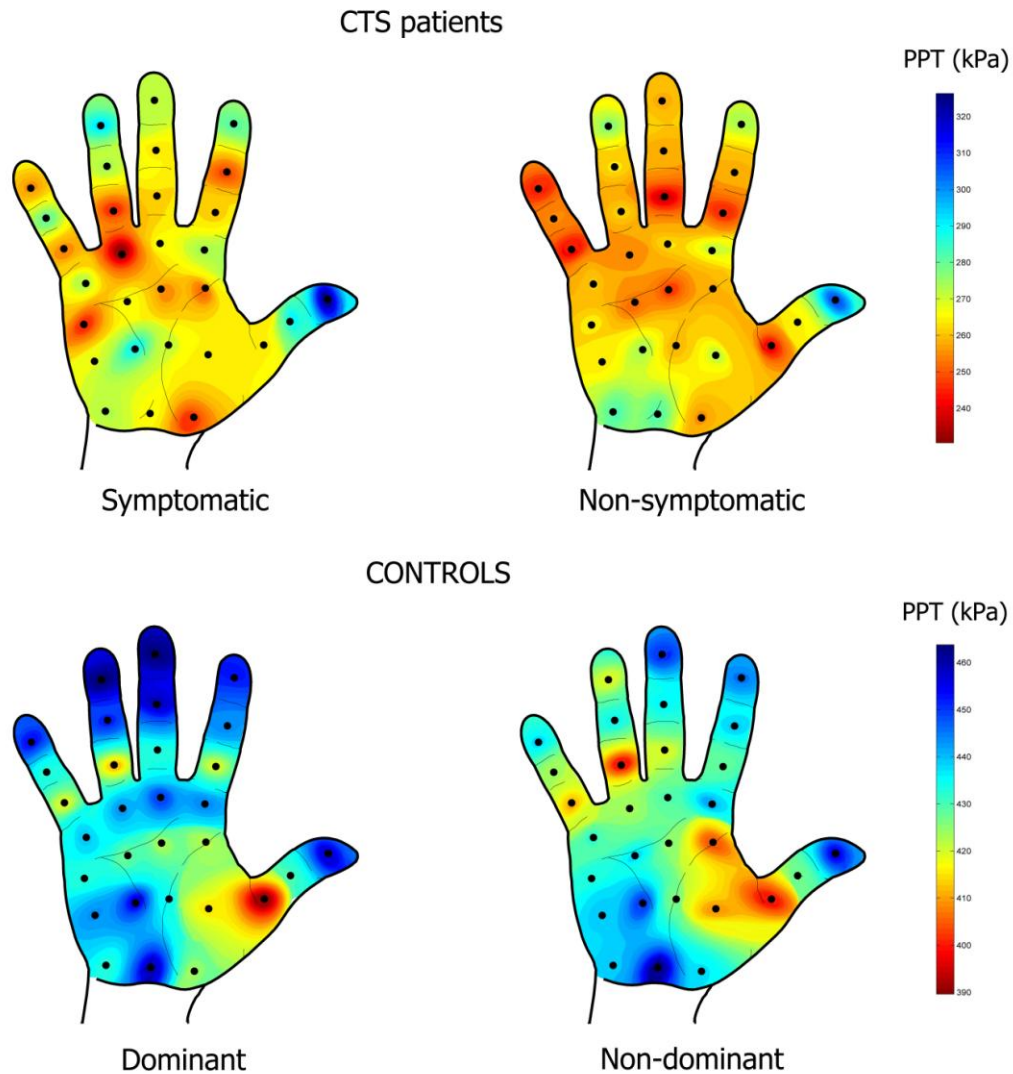 CTS patients
PPT (kPa)
320
310
300
290
280
270
260
250
240
Symptomatic
Non-symptomatic
CONTROLS
PPT (kPa)
460
450
440
430
420
410
400
390
Dominant
Non-dominant